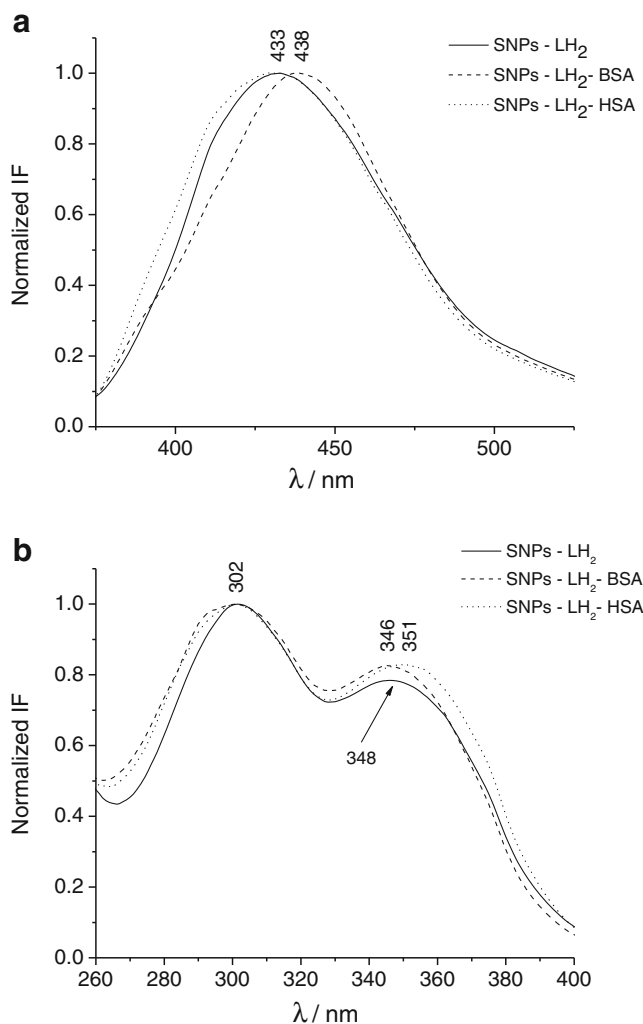 a
433 438
SNPs - LH2
SNPs - LH2- BSA
SNPs - LH2- HSA
1.0
0.8
0.6
0.4
0.2
0.0
Normalized IF
400 450 500
λ / nm
b
302
346 351
348
SNPs - LH2
SNPs - LH2- BSA
SNPs - LH2- HSA
1.0
0.8
0.6
0.4
0.2
0.0
Normalized IF
260 280 300 320 340 360 380 400
λ / nm